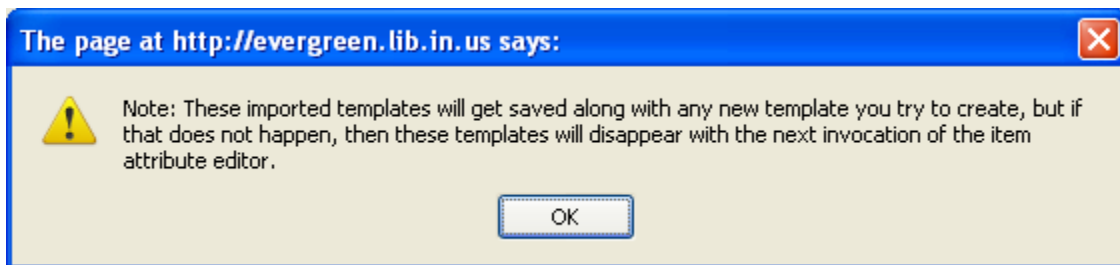 The page at http://evergreen.lib.in.us says:
Note: These imported templates will get saved along with any new template you try to create, but if
that does not happen, then these templates will disappear with the next invocation of the item
attribute editor.
OK